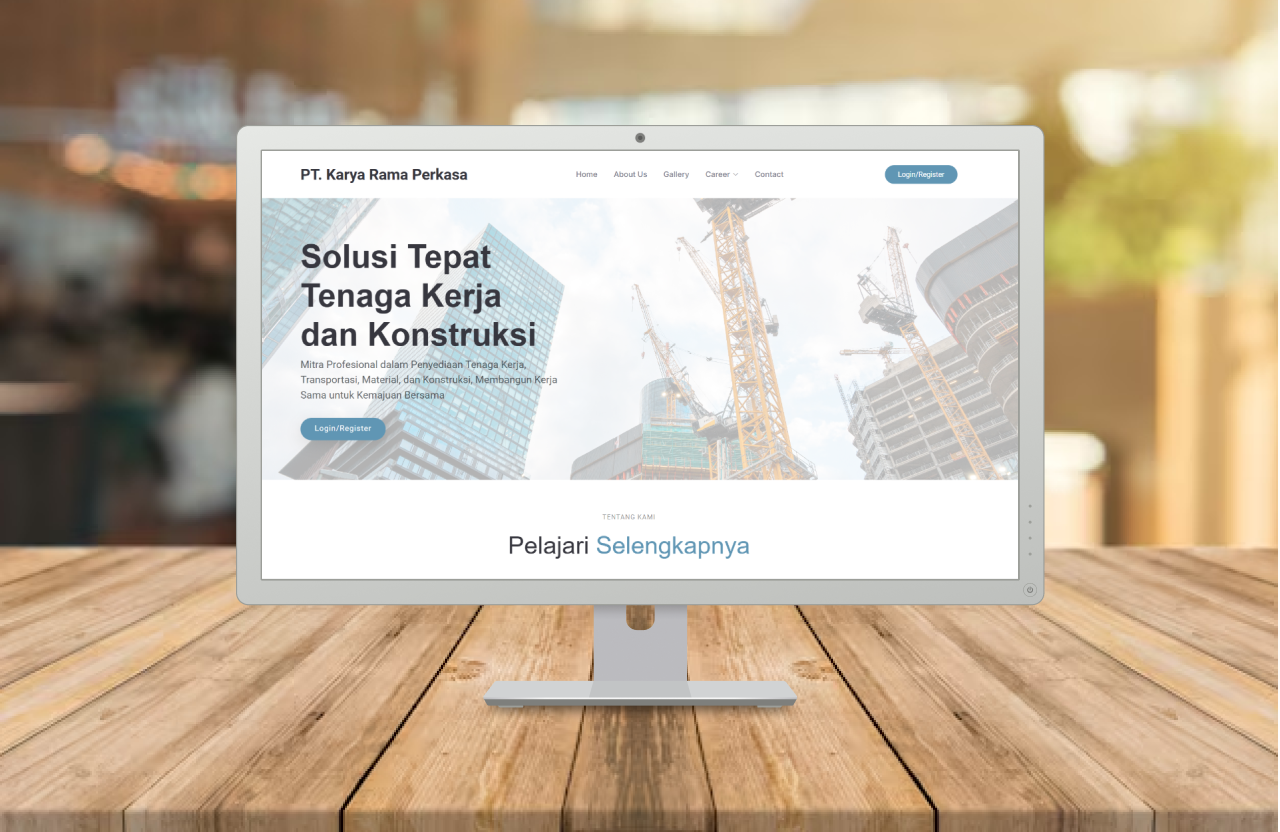 PT. Karya Rama Perkasa
Home About Us Gallery Career Contact
Login/Register
Solusi Tepat
Tenaga Kerja
dan Konstruksi
Mitra Profesional dalam Penyediaan Tenaga Kerja,
Transportasi, Material, dan Konstruksi, Membangun Kerja
Sama untuk Kemajuan Bersama
Login/Register
TENTANG KAMI
Pelajari Selengkapnya